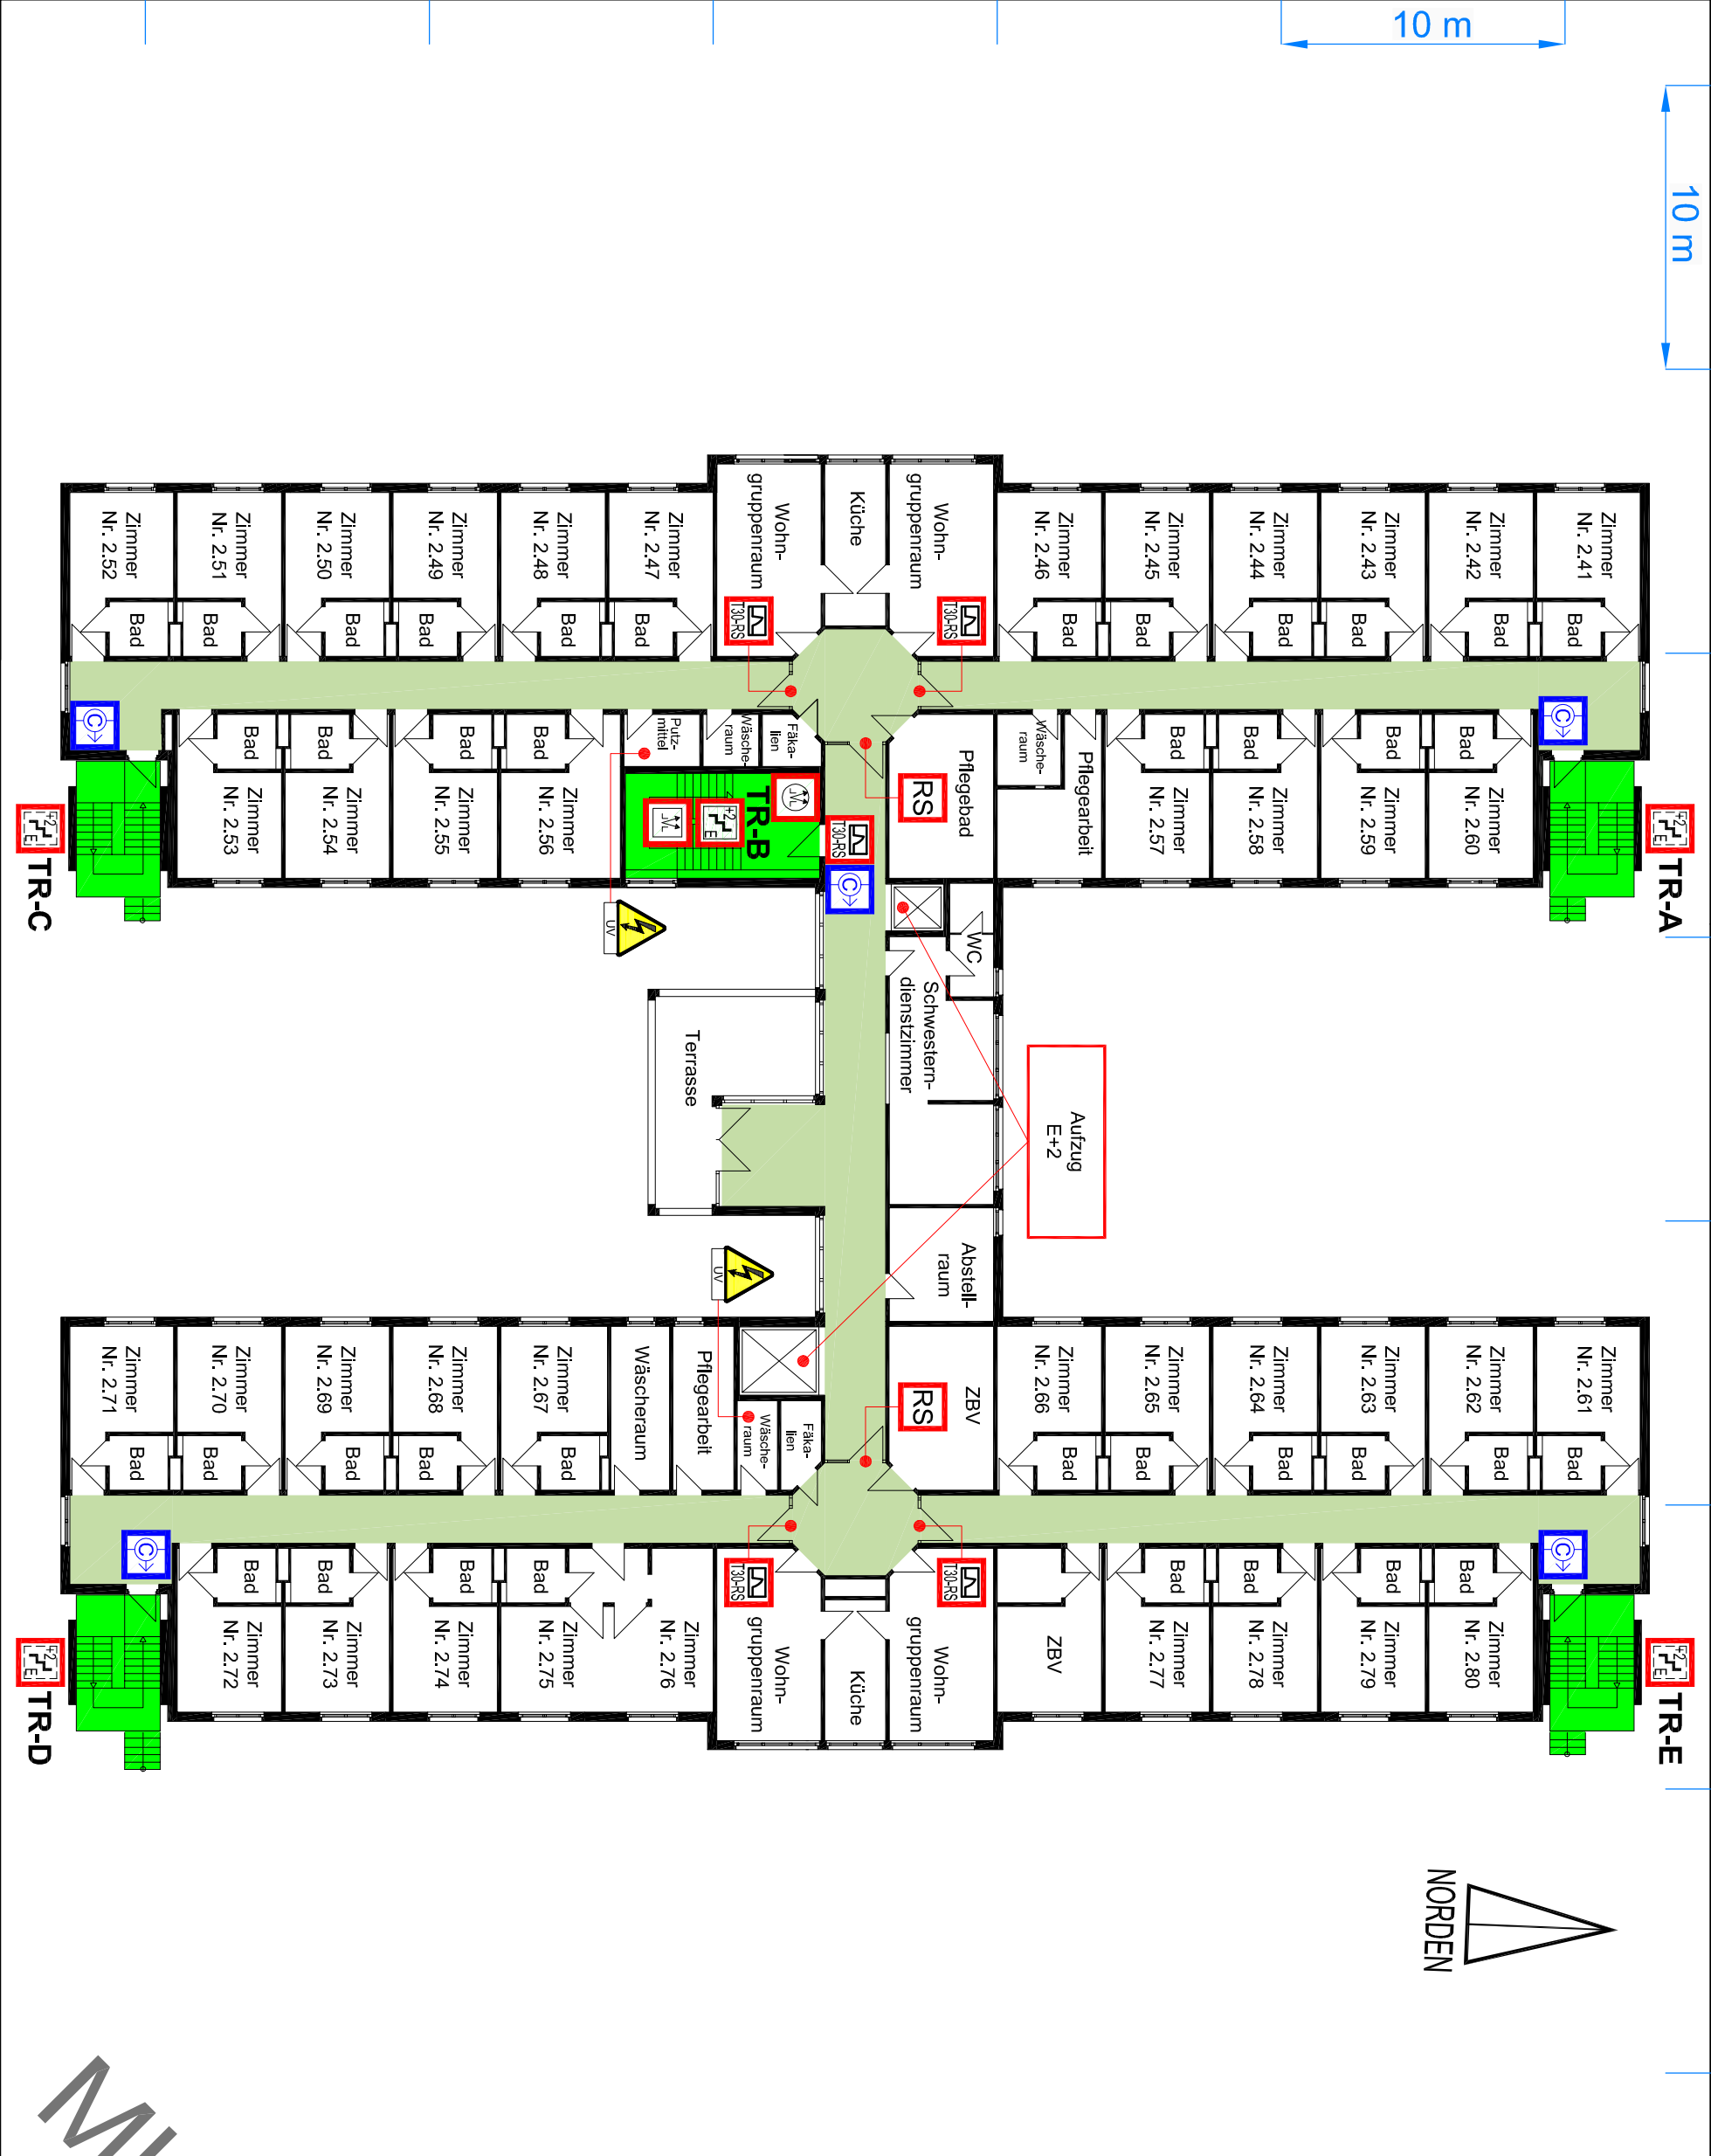 10 m
10 m
Zimmer
Nr. 2.52
Zimmer
Nr. 2.51
Zimmer
Nr. 2.50
Zimmer
Nr. 2.49
Zimmer
Nr. 2.48
Zimmer
Nr. 2.47
Wohn-
gruppenraum
Küche
Wohn-
gruppenraum
Zimmer
Nr. 2.46
Zimmer
Nr. 2.45
Zimmer
Nr. 2.44
Zimmer
Nr. 2.43
Zimmer
Nr. 2.42
Zimmer
Nr. 2.41
Bad
Bad
Bad
Bad
Bad
Bad
T30-RS
T30-RS
Bad
Bad
Bad
Bad
Bad
Bad
C
C
Bad
Bad
Bad
Bad
Putz-
mittel
Wäsche-
raum
Fäka-
lien
Pflegebad
Wäsche-
raum
Pflegearbeit
Bad
Bad
Bad
Bad
Zimmer
Nr. 2.53
Zimmer
Nr. 2.54
Zimmer
Nr. 2.55
Zimmer
Nr. 2.56
VL
+2
E
TR-B
VL
T30-RS
RS
C
Zimmer
Nr. 2.57
Zimmer
Nr. 2.58
Zimmer
Nr. 2.59
Zimmer
Nr. 2.60
+2
E
TR-C
+2
E
TR-A
UV
WC
Schwestern-
dienstzimmer
Terrasse
Aufzug
E+2
UV
Abstell-
raum
Zimmer
Nr. 2.71
Zimmer
Nr. 2.70
Zimmer
Nr. 2.69
Zimmer
Nr. 2.68
Zimmer
Nr. 2.67
Wäscheraum
Pflegearbeit
Wäsche-
raum
Fäka-
lien
RS
ZBV
Zimmer
Nr. 2.66
Zimmer
Nr. 2.65
Zimmer
Nr. 2.64
Zimmer
Nr. 2.63
Zimmer
Nr. 2.62
Zimmer
Nr. 2.61
Bad
Bad
Bad
Bad
Bad
Bad
Bad
Bad
Bad
Bad
Bad
C
C
Bad
Bad
Bad
Bad
T30-RS
T30-RS
Bad
Bad
Bad
Bad
Zimmer
Nr. 2.72
Zimmer
Nr. 2.73
Zimmer
Nr. 2.74
Zimmer
Nr. 2.75
Zimmer
Nr. 2.76
Wohn-
gruppenraum
Küche
Wohn-
gruppenraum
ZBV
Zimmer
Nr. 2.77
Zimmer
Nr. 2.78
Zimmer
Nr. 2.79
Zimmer
Nr. 2.80
+2
E
TR-D
+2
E
TR-E
NORDEN